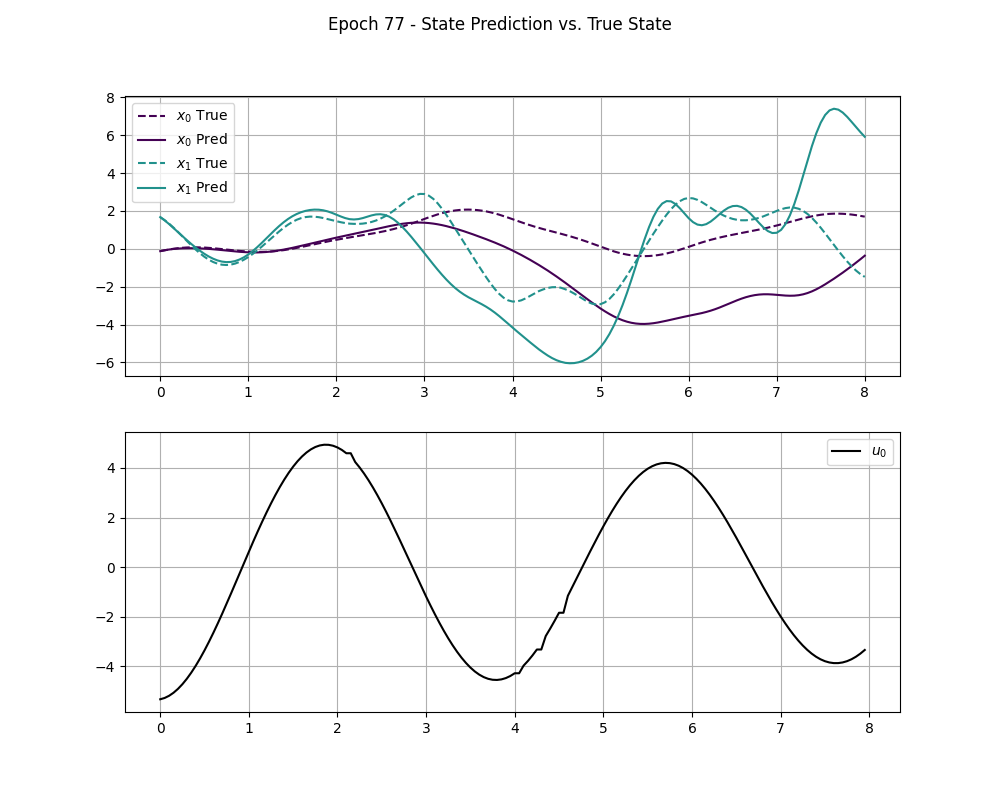 Epoch 77 - State Prediction vs. True State
8
6
4
2
0
−2
−4
−6
x₀ True
x₀ Pred
x₁ True
x₁ Pred
0 1 2 3 4 5 6 7 8
4
2
0
−2
−4
u₀
0 1 2 3 4 5 6 7 8